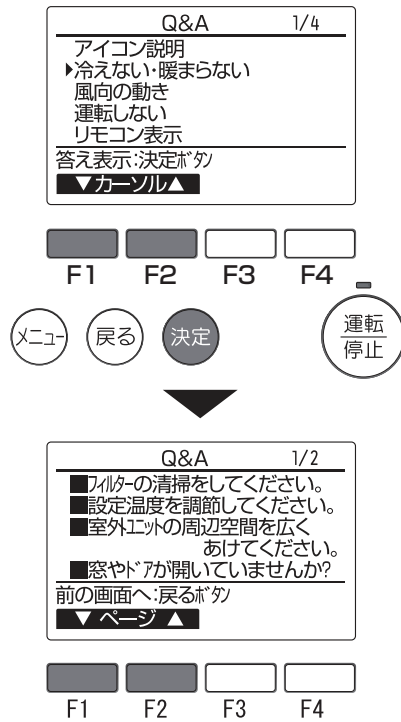 Q&A 1/4
アイコン説明
▶冷えない・暖まらない
風向の動き
運転しない
リモコン表示
答え表示:決定ボタン
▼カーソル▲
F1 F2 F3 F4
メニュー 戻る 決定 運転
停止
Q&A 1/2
■フィルターの清掃をしてください。
■設定温度を調節してください。
■室外ユニットの周辺空間を広く
あけてください。
■窓やドアが開いていませんか?
前の画面へ:戻るボタン
▼ ページ ▲
F1 F2 F3 F4